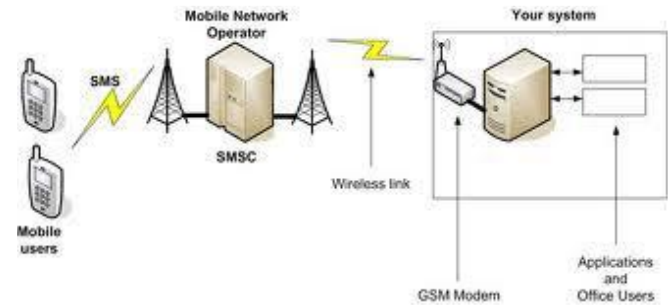 Mobile Network
Operator
Your system
SMS
SMSC
Wireless link
Mobile
users
GSM Modem
Applications
and
Office Users